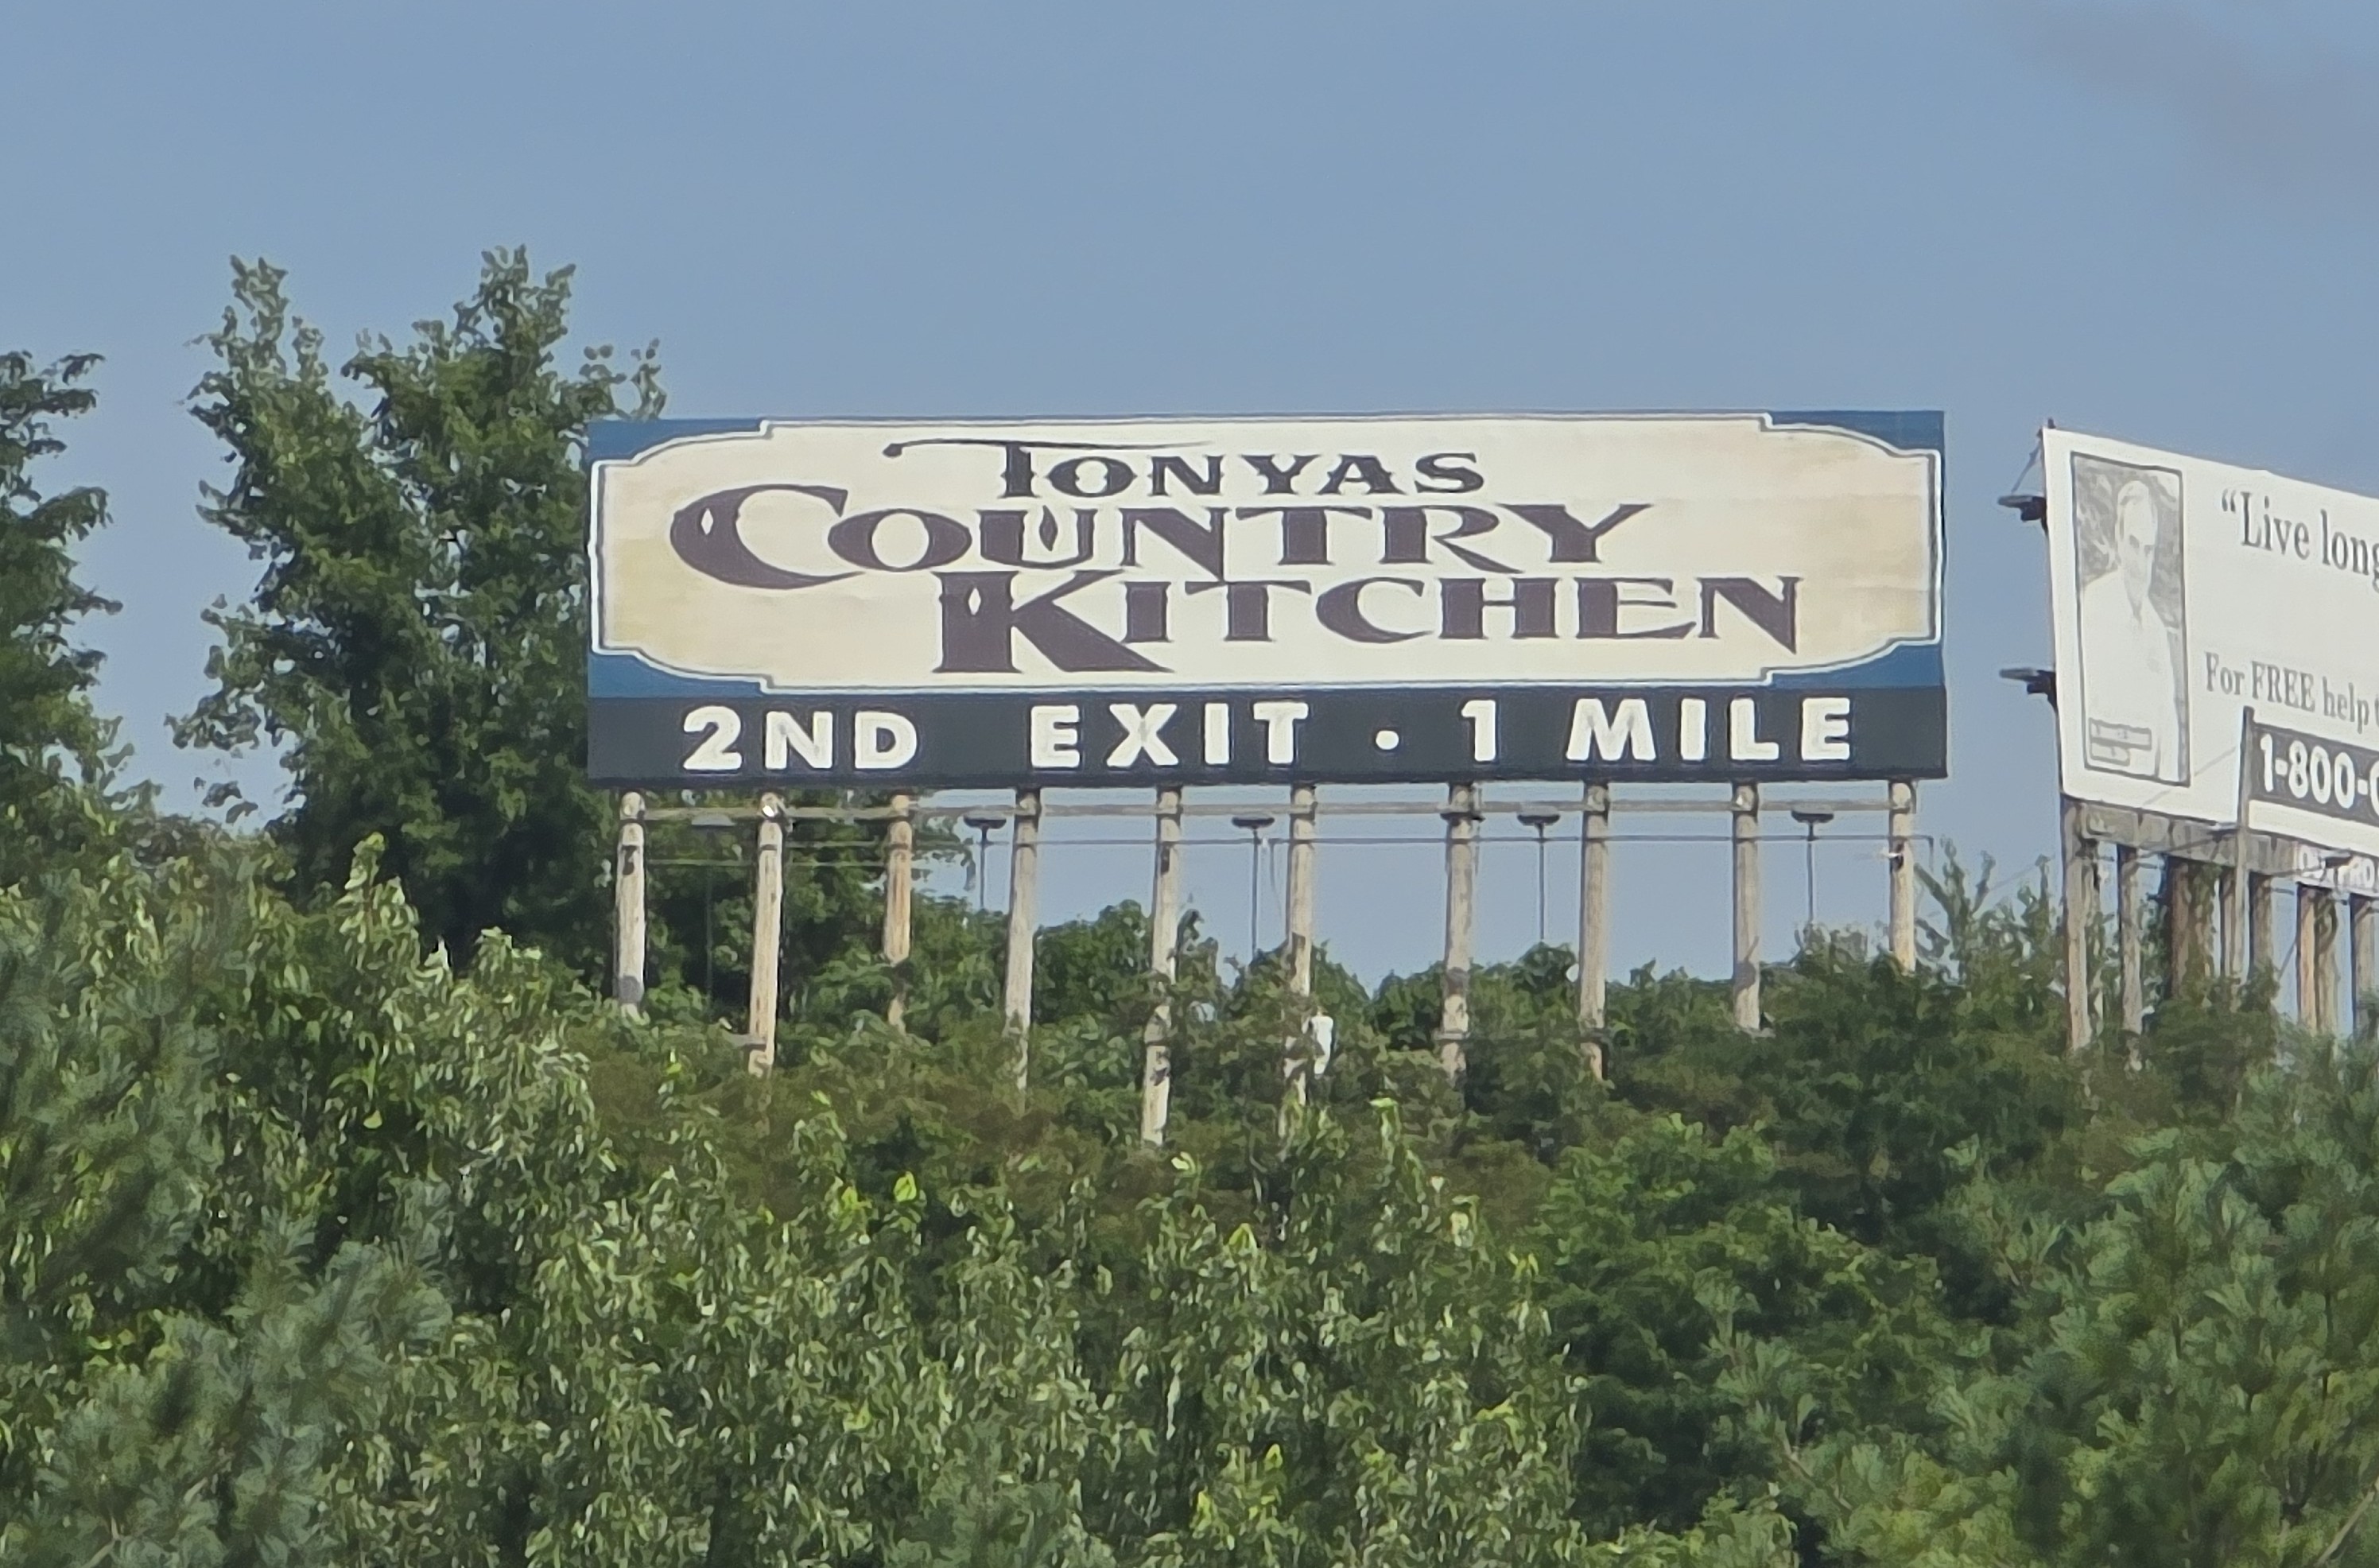 TONYAS
COUNTRY
KITCHEN
2ND EXIT · 1 MILE
“Live long
For FREE help
1-800-